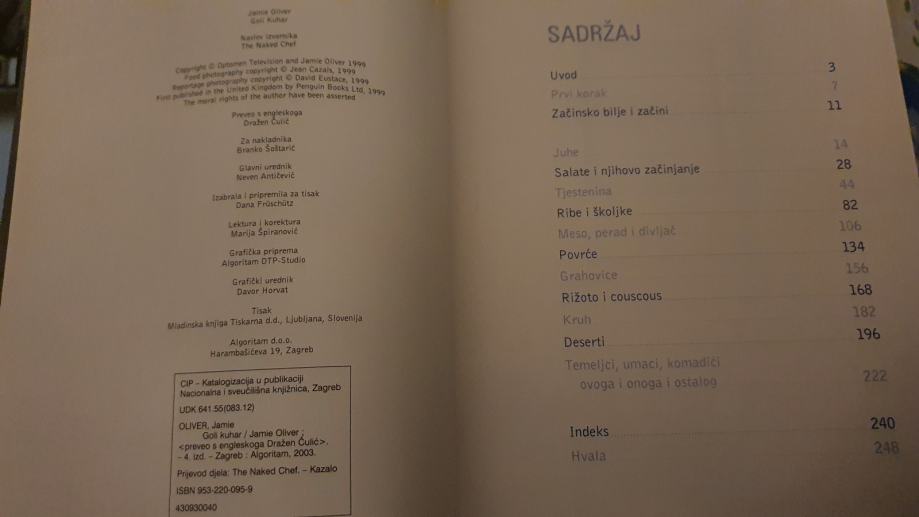 Jamie Oliver
Goli Kuhar
Naslov izvornika
The Naked Chef
Copyright © Optomen Television and Jamie Oliver 1999
Food photography copyright © Jean Cazals, 1999
Reportage photography copyright © David Eustace, 1999
First published in the United Kingdom by Penguin Books Ltd, 1999
The moral rights of the author have been asserted
Preveo s engleskoga
Dražen Čulić
Za nakladnika
Branko Šoštarić
Glavni urednik
Neven Antičević
Izabrala i pripremila za tisak
Dana Früschütz
Lektura i korektura
Marija Špiranović
Grafička priprema
Algoritam DTP-Studio
Grafički urednik
Davor Horvat
Tisak
Mladinska knjiga Tiskarna d.d., Ljubljana, Slovenija
Algoritam d.o.o.
Harambašićeva 19, Zagreb
CIP - Katalogizacija u publikaciji
Nacionalna i sveučilišna knjižnica, Zagreb
UDK 641.55(083.12)
OLIVER, Jamie
Goli kuhar / Jamie Oliver ;
<preveo s engleskoga Dražen Čulić>.
- 4. izd. - Zagreb : Algoritam, 2003.
Prijevod djela: The Naked Chef. - Kazalo
ISBN 953-220-095-9
430930040
SADRŽAJ
Uvod 3
Prvi korak 7
Začinsko bilje i začini 11
Juhe 14
Salate i njihovo začinjanje 28
Tjestenina 44
Ribe i školjke 82
Meso, perad i divljač 106
Povrće 134
Grahovice 156
Rižoto i couscous 168
Kruh 182
Deserti 196
Temeljci, umaci, komadići
ovoga i onoga i ostalog 222
Indeks 240
Hvala 248